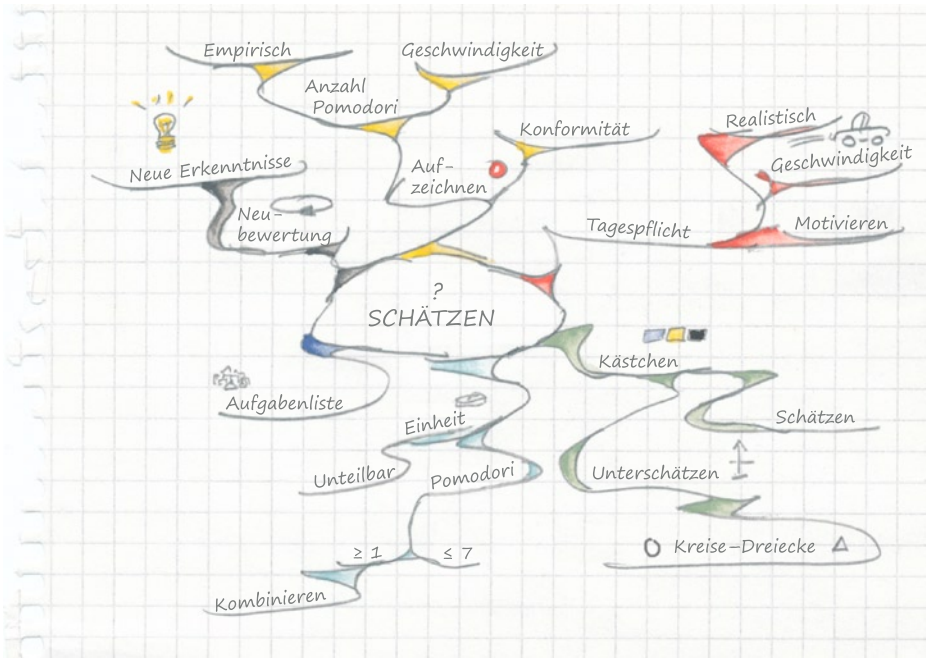 Empirisch
Geschwindigkeit
Anzahl
Pomodori
Konformität
Realistisch
Neue Erkenntnisse
Auf-
zeichnen
Geschwindigkeit
Neu-
bewertung
Tagespflicht
Motivieren
?
SCHÄTZEN
Kästchen
Aufgabenliste
Einheit
Schätzen
Unteilbar
Pomodori
Unterschätzen
≥ 1
≤ 7
Kreise-Dreiecke
Kombinieren